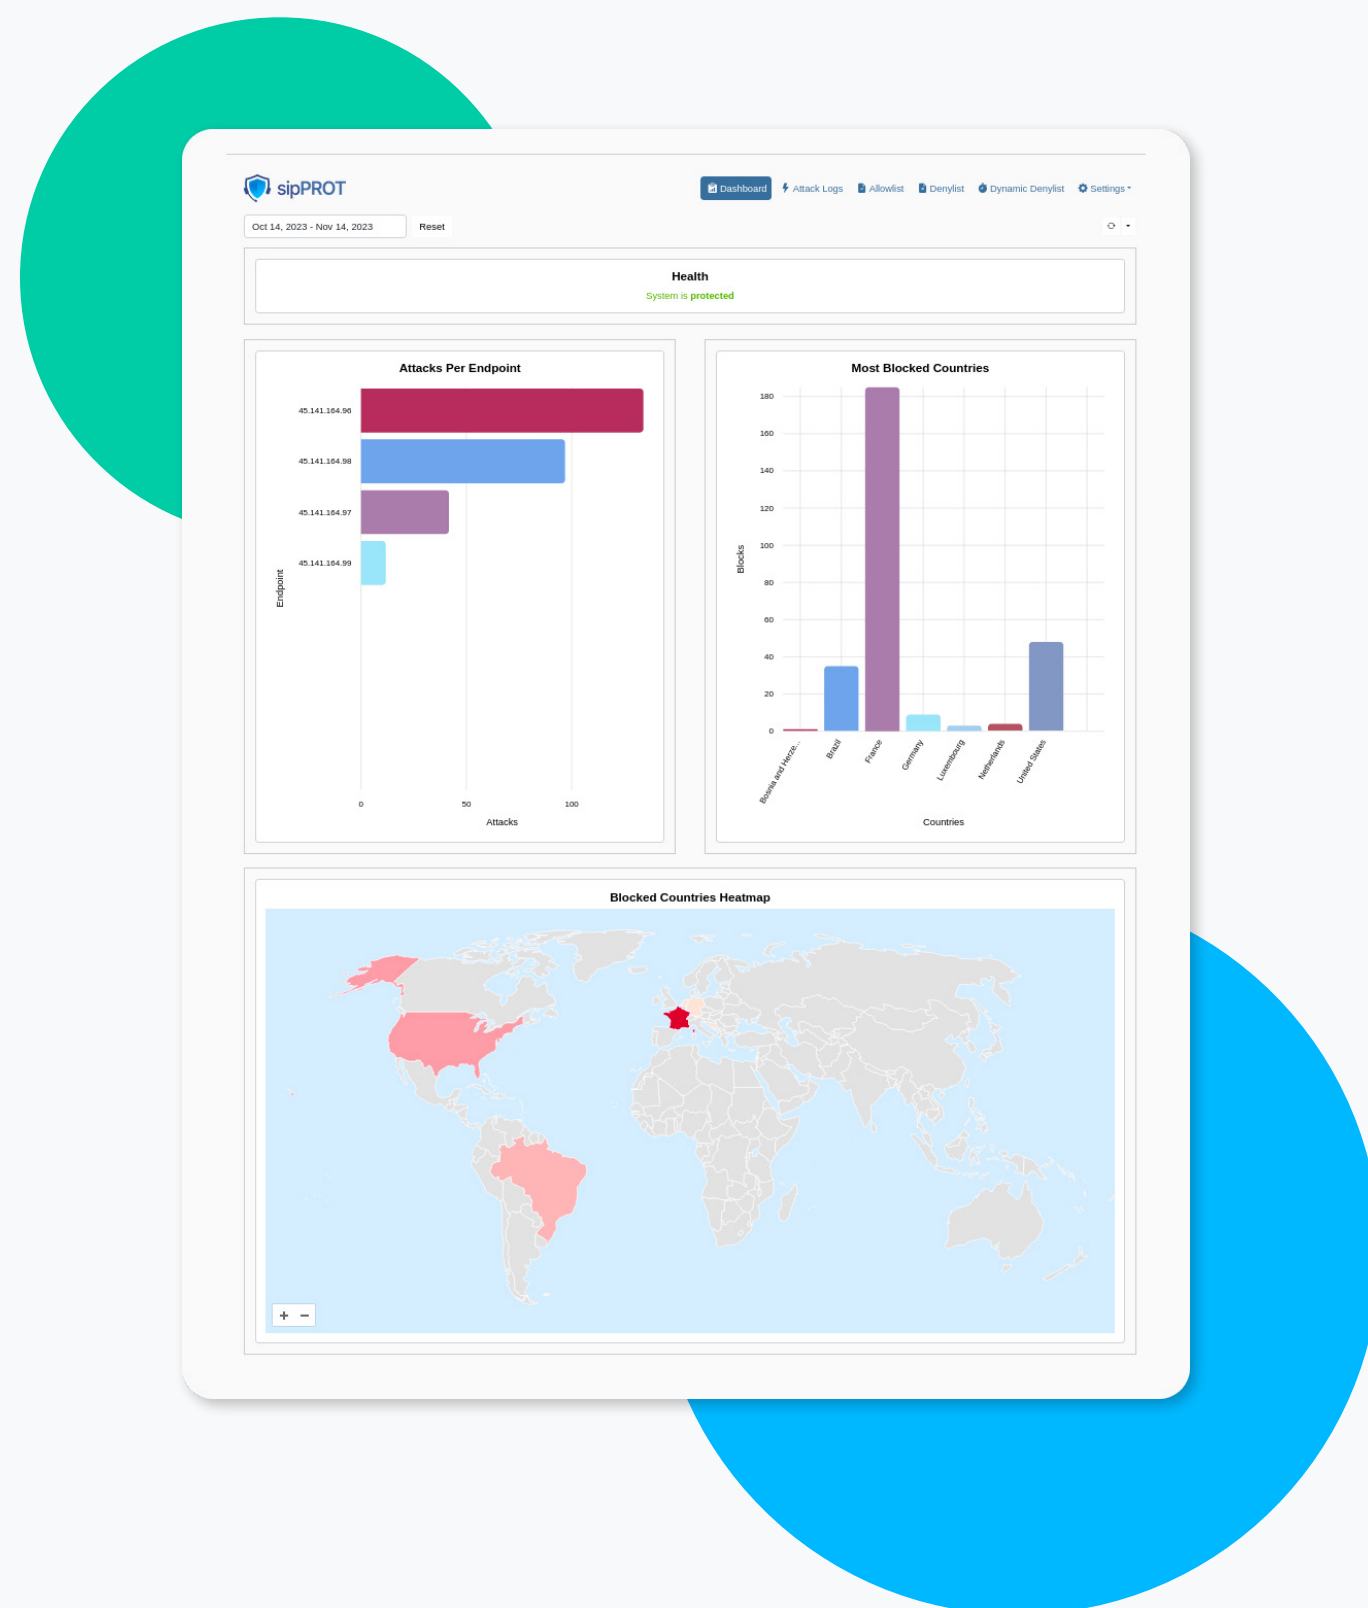 sipPROT
Dashboard
Attack Logs
Allowlist
Denylist
Dynamic Denylist
Settings
Oct 14, 2023 - Nov 14, 2023
Reset
Health
System is protected
Attacks Per Endpoint
45.141.164.96
45.141.164.98
45.141.164.97
45.141.164.99
Endpoint
0
50
100
Attacks
Most Blocked Countries
180
160
140
120
100
80
60
40
20
0
Blocks
Bosnia and Herze...
Brazil
France
Germany
Luxembourg
Netherlands
United States
Countries
Blocked Countries Heatmap
+ −